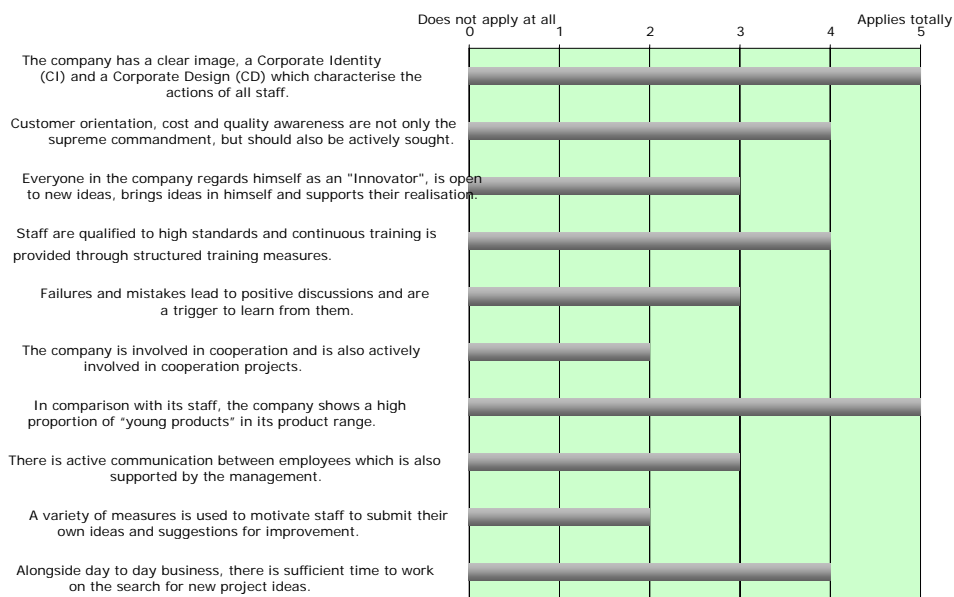 Does not apply at all Applies totally
0 1 2 3 4 5
The company has a clear image, a Corporate Identity
(CI) and a Corporate Design (CD) which characterise the
actions of all staff.
Customer orientation, cost and quality awareness are not only the
supreme commandment, but should also be actively sought.
Everyone in the company regards himself as an "Innovator", is open
to new ideas, brings ideas in himself and supports their realisation.
Staff are qualified to high standards and continuous training is
provided through structured training measures.
Failures and mistakes lead to positive discussions and are
a trigger to learn from them.
The company is involved in cooperation and is also actively
involved in cooperation projects.
In comparison with its staff, the company shows a high
proportion of “young products” in its product range.
There is active communication between employees which is also
supported by the management.
A variety of measures is used to motivate staff to submit their
own ideas and suggestions for improvement.
Alongside day to day business, there is sufficient time to work
on the search for new project ideas.